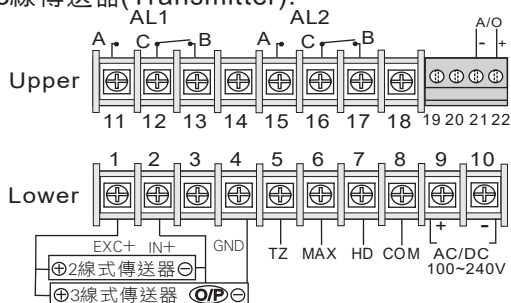 線傳送器(Transmitter).
AL1 AL2
A C B A C B A/O
- +
Upper
11 12 13 14 15 16 17 18 19 20 21 22
1 2 3 4 5 6 7 8 9 10
Lower
+ -
EXC+ IN+ GND TZ MAX HD COM AC/DC
100~240V
⊕2線式傳送器⊖
⊕3線式傳送器 O/P⊖